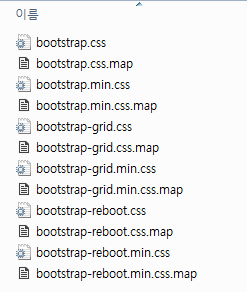 이름
bootstrap.css
bootstrap.css.map
bootstrap.min.css
bootstrap.min.css.map
bootstrap-grid.css
bootstrap-grid.css.map
bootstrap-grid.min.css
bootstrap-grid.min.css.map
bootstrap-reboot.css
bootstrap-reboot.css.map
bootstrap-reboot.min.css
bootstrap-reboot.min.css.map